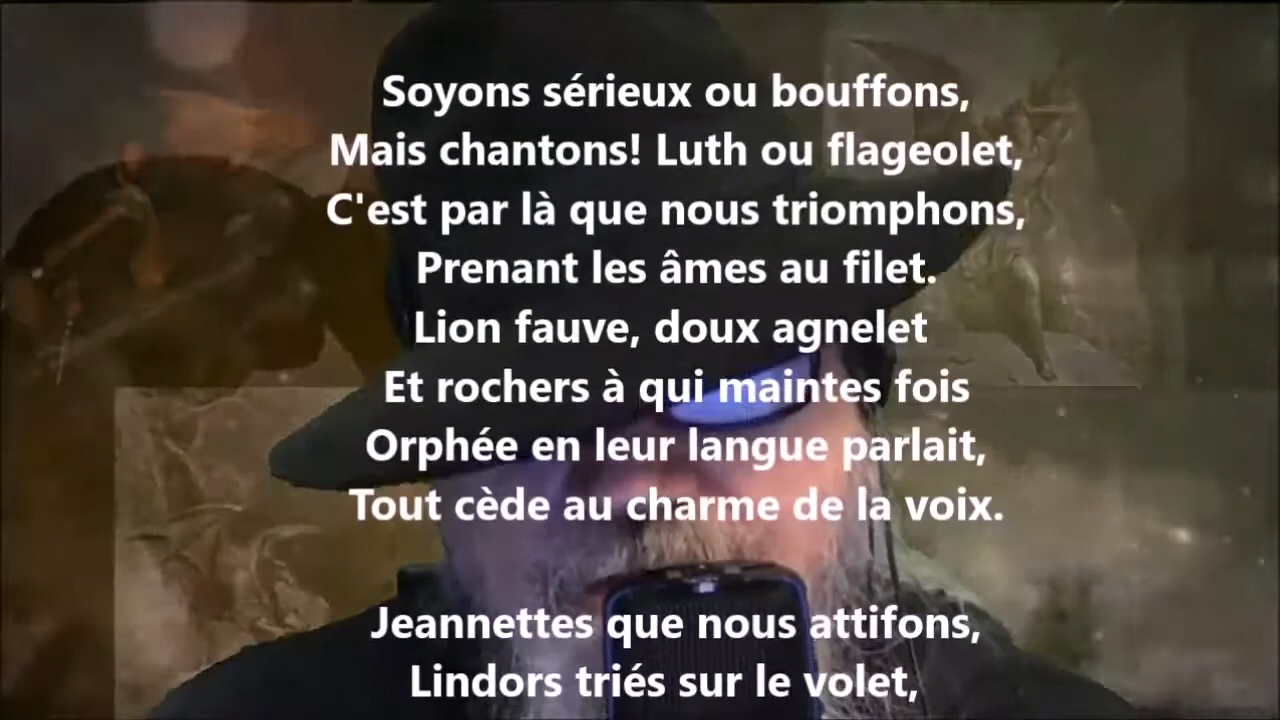 Soyons sérieux ou bouffons,
Mais chantons! Luth ou flageolet,
C'est par là que nous triomphons,
Prenant les âmes au filet.
Lion fauve, doux agnelet
Et rochers à qui maintes fois
Orphée en leur langue parlait,
Tout cède au charme de la voix.
Jeannettes que nous attifons,
Lindors triés sur le volet,